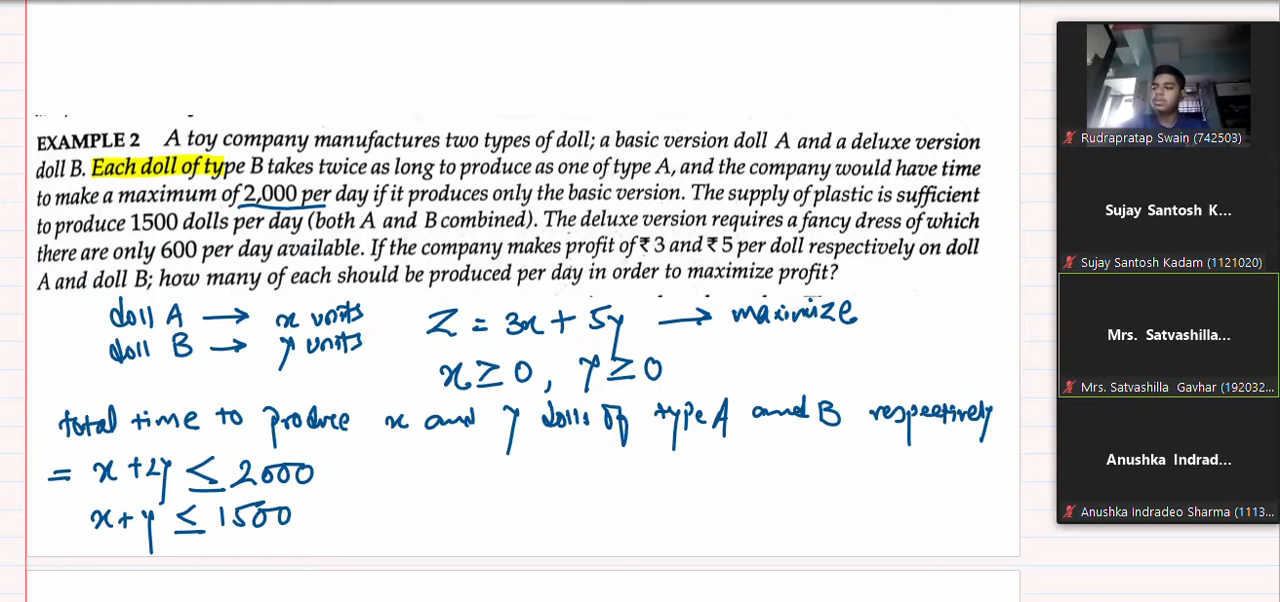 EXAMPLE 2 A toy company manufactures two types of doll; a basic version doll A and a deluxe version
doll B. Each doll of type B takes twice as long to produce as one of type A, and the company would have time
to make a maximum of 2,000 per day if it produces only the basic version. The supply of plastic is sufficient
to produce 1500 dolls per day (both A and B combined). The deluxe version requires a fancy dress of which
there are only 600 per day available. If the company makes profit of ₹ 3 and ₹ 5 per doll respectively on doll
A and doll B; how many of each should be produced per day in order to maximize profit?
doll A → x units
doll B → y units
Z = 3x + 5y → maximize
x ≥ 0, y ≥ 0
total time to produce x and y dolls of type A and B respectively
= x + 2y ≤ 2000
x + y ≤ 1500
Rudrapratap Swain (742503)
Sujay Santosh K...
Sujay Santosh Kadam (1121020)
Mrs. Satvashilla...
Mrs. Satvashilla Gavhar (192032...
Anushka Indrad...
Anushka Indradeo Sharma (1113...